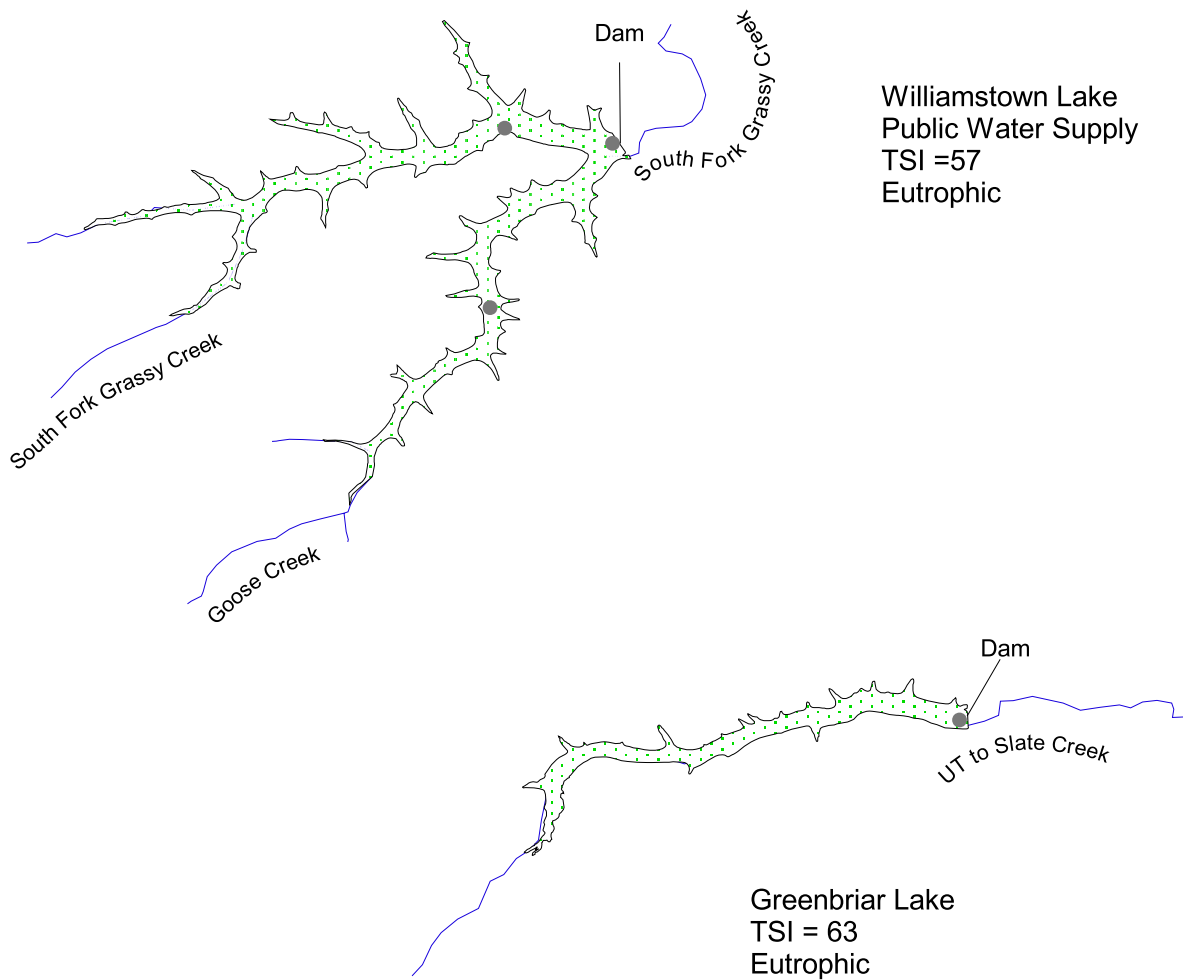 Dam
South Fork Grassy Creek
Williamstown Lake
Public Water Supply
TSI =57
Eutrophic
South Fork Grassy Creek
Goose Creek
Dam
UT to Slate Creek
Greenbriar Lake
TSI = 63
Eutrophic